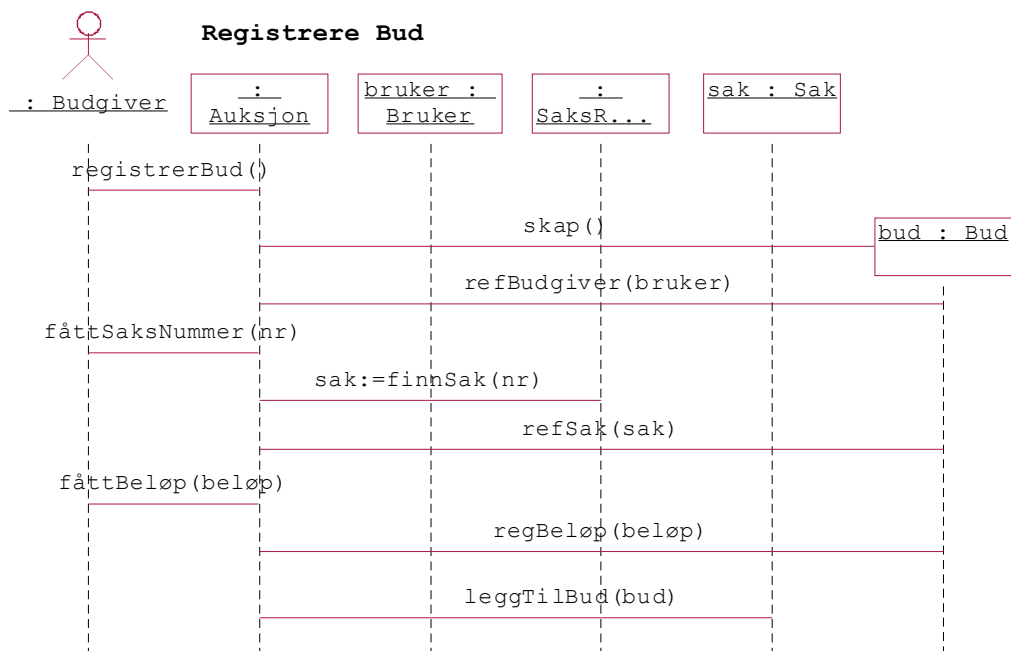 Registrere Bud
: Budgiver
:
Auksjon
bruker :
Bruker
:
SaksR...
sak : Sak
registrerBud()
skap()
bud : Bud
refBudgiver(bruker)
fåttSaksNummer(nr)
sak:=finnSak(nr)
refSak(sak)
fåttBeløp(beløp)
regBeløp(beløp)
leggTilBud(bud)